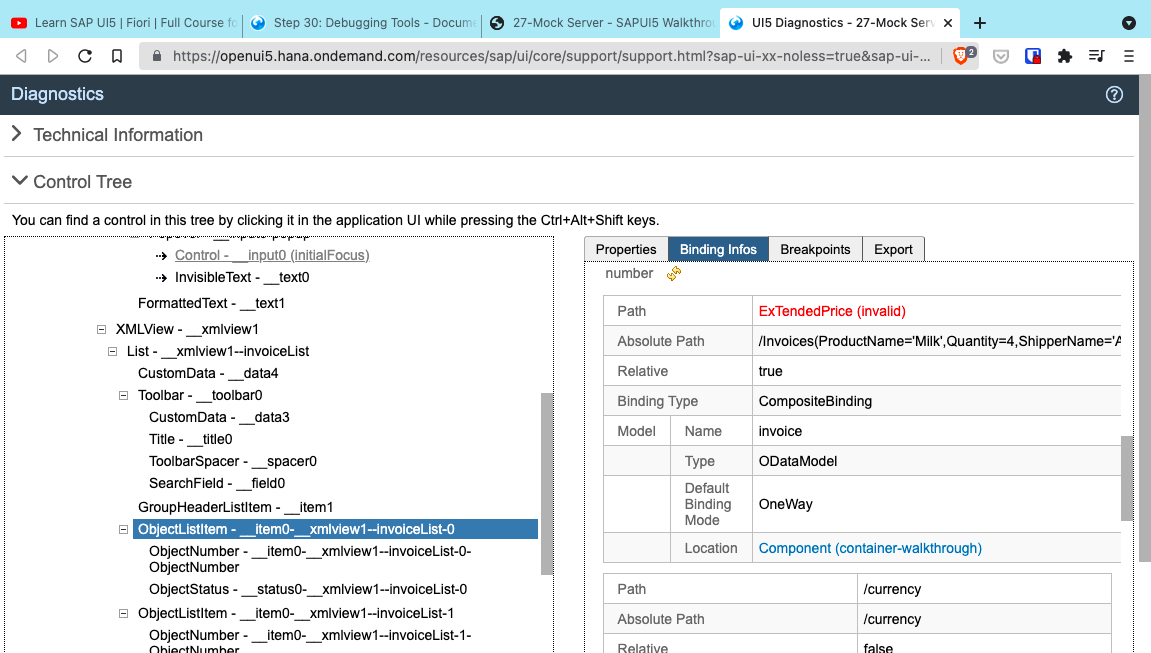 Learn SAP UI5 | Fiori | Full Course fo
Step 30: Debugging Tools - Docume
27-Mock Server - SAPUI5 Walkthrou
UI5 Diagnostics - 27-Mock Serv
https://openui5.hana.ondemand.com/resources/sap/ui/core/support/support.html?sap-ui-xx-noless=true&sap-ui-...
2
Diagnostics
Technical Information
Control Tree
You can find a control in this tree by clicking it in the application UI while pressing the Ctrl+Alt+Shift keys.
Control - __input0 (initialFocus)
InvisibleText - __text0
FormattedText - __text1
XMLView - __xmlview1
List - __xmlview1--invoiceList
CustomData - __data4
Toolbar - __toolbar0
CustomData - __data3
Title - __title0
ToolbarSpacer - __spacer0
SearchField - __field0
GroupHeaderListItem - __item1
ObjectListItem - __item0-__xmlview1--invoiceList-0
ObjectNumber - __item0-__xmlview1--invoiceList-0-
ObjectNumber
ObjectStatus - __status0-__xmlview1--invoiceList-0
ObjectListItem - __item0-__xmlview1--invoiceList-1
ObjectNumber - __item0-__xmlview1--invoiceList-1-
ObjectNumber
Properties
Binding Infos
Breakpoints
Export
number
Path ExTendedPrice (invalid)
Absolute Path /Invoices(ProductName='Milk',Quantity=4,ShipperName='A
Relative true
Binding Type CompositeBinding
Model Name invoice
Type ODataModel
Default
Binding
Mode
OneWay
Location Component (container-walkthrough)
Path /currency
Absolute Path /currency
Relative false